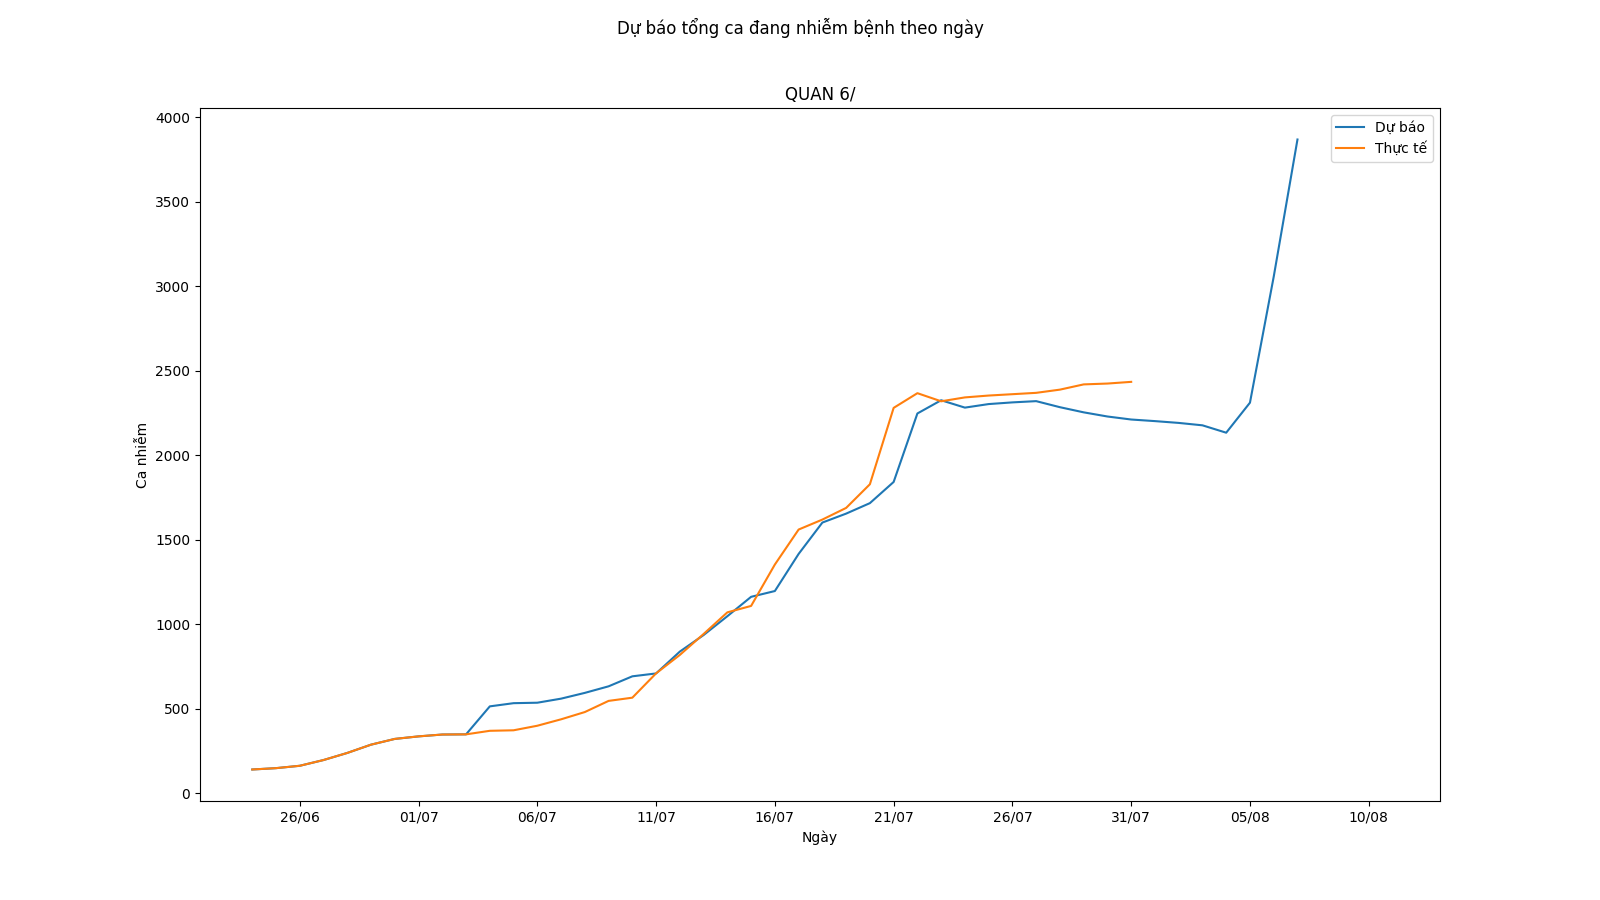 Dự báo tổng ca đang nhiễm bệnh theo ngày
QUAN 6/
4000
3500
3000
2500
2000
1500
1000
500
0
Ca nhiễm
Dự báo
Thực tế
26/06 01/07 06/07 11/07 16/07 21/07 26/07 31/07 05/08 10/08
Ngày